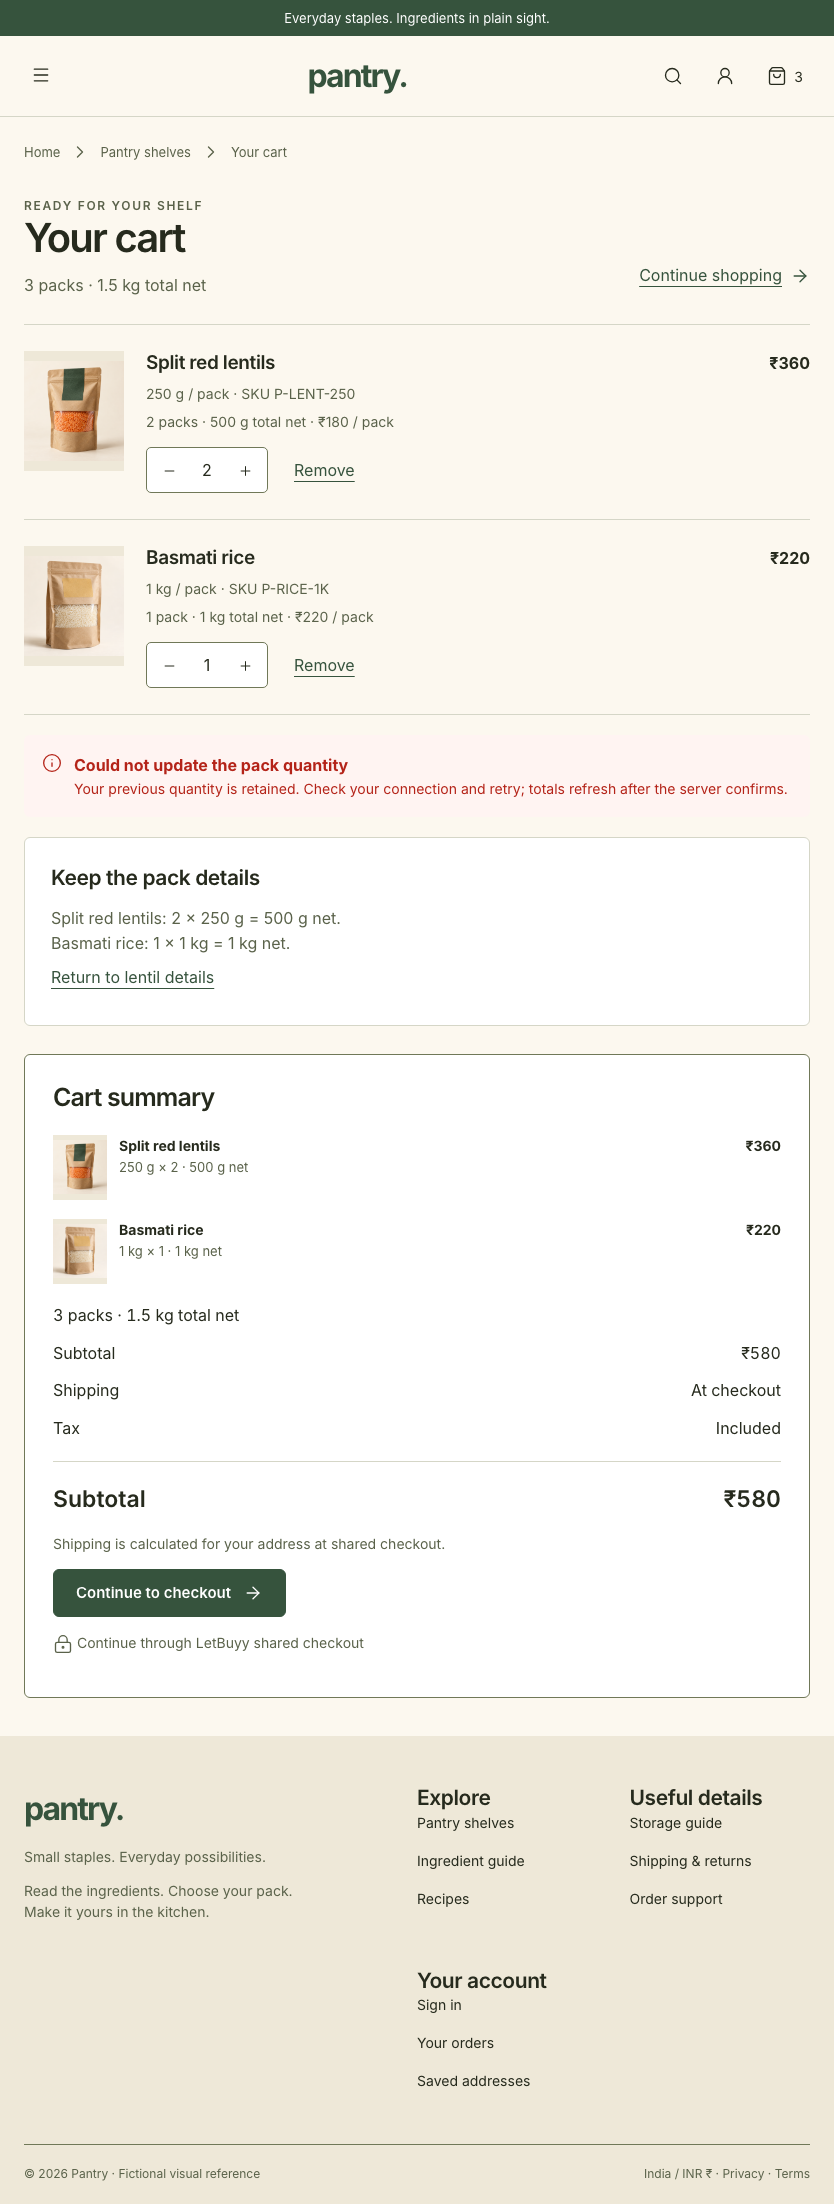 Everyday staples. Ingredients in plain sight.
pantry.
3
Home
Pantry shelves
Your cart
READY FOR YOUR SHELF
Your cart
3 packs · 1.5 kg total net
Continue shopping
Split red lentils
₹360
250 g / pack · SKU P-LENT-250
2 packs · 500 g total net · ₹180 / pack
− 2 +
Remove
Basmati rice
₹220
1 kg / pack · SKU P-RICE-1K
1 pack · 1 kg total net · ₹220 / pack
− 1 +
Remove
Could not update the pack quantity
Your previous quantity is retained. Check your connection and retry; totals refresh after the server confirms.
Keep the pack details
Split red lentils: 2 × 250 g = 500 g net.
Basmati rice: 1 × 1 kg = 1 kg net.
Return to lentil details
Cart summary
Split red lentils
₹360
250 g × 2 · 500 g net
Basmati rice
₹220
1 kg × 1 · 1 kg net
3 packs · 1.5 kg total net
Subtotal
₹580
Shipping
At checkout
Tax
Included
Subtotal
₹580
Shipping is calculated for your address at shared checkout.
Continue to checkout
Continue through LetBuyy shared checkout
pantry.
Small staples. Everyday possibilities.
Read the ingredients. Choose your pack.
Make it yours in the kitchen.
Explore
Pantry shelves
Ingredient guide
Recipes
Useful details
Storage guide
Shipping & returns
Order support
Your account
Sign in
Your orders
Saved addresses
© 2026 Pantry · Fictional visual reference
India / INR ₹ · Privacy · Terms